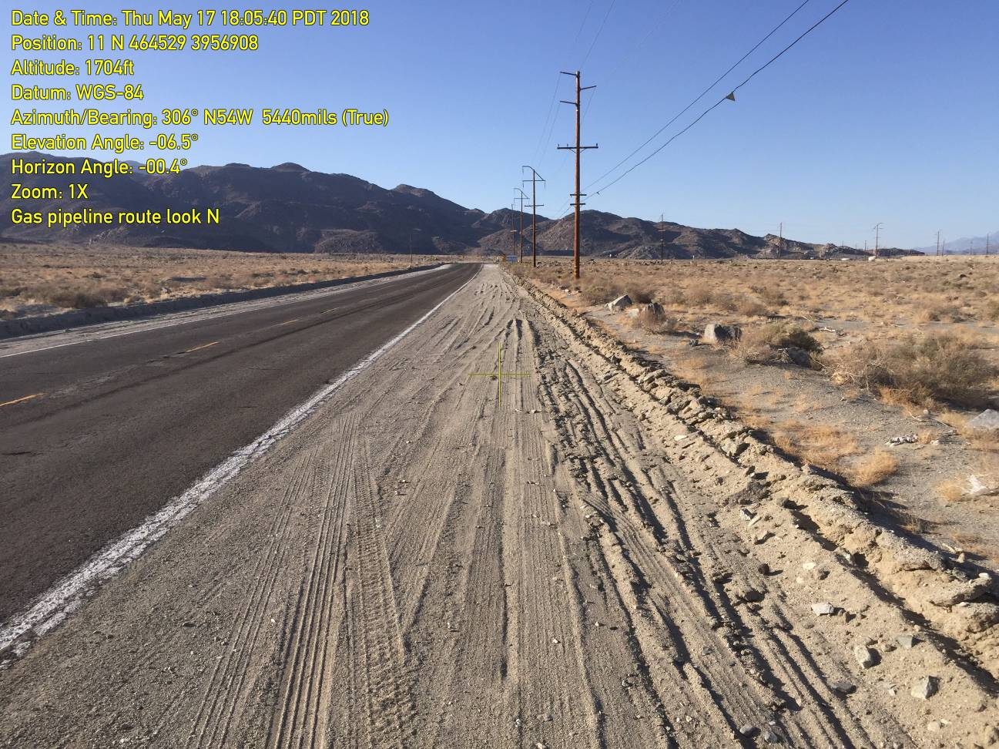 Date & Time: Thu May 17 18:05:40 PDT 2018
Position: 11 N 464529 3956908
Altitude: 1704ft
Datum: WGS-84
Azimuth/Bearing: 306° N54W 5440mils (True)
Elevation Angle: -06.5°
Horizon Angle: -00.4°
Zoom: 1X
Gas pipeline route look N